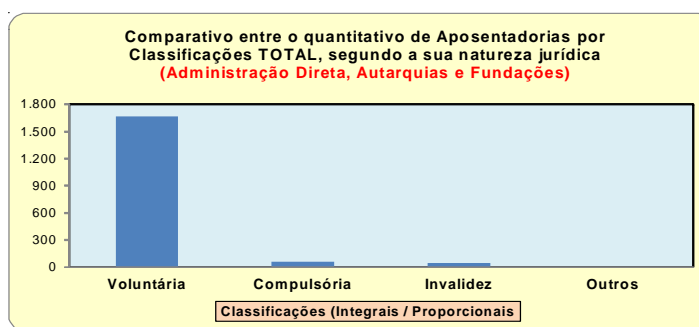 Comparativo entre o quantitativo de Aposentadorias por
Classificações TOTAL, segundo a sua natureza jurídica
(Administração Direta, Autarquias e Fundações)
1.800
1.500
1.200
900
600
300
0
Voluntária Compulsória Invalidez Outros
Classificações (Integrais / Proporcionais